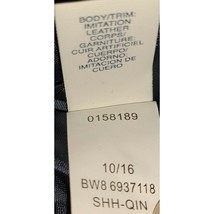 BODY/TRIM:
IMITATION
LEATHER
CORPS/
GARNITURE:
CUIR ARTIFICIEL
CUERPO/
ADORNO:
IMITACION DE
CUERO
0158189
10/16
BW8 6937118
SHH-QIN